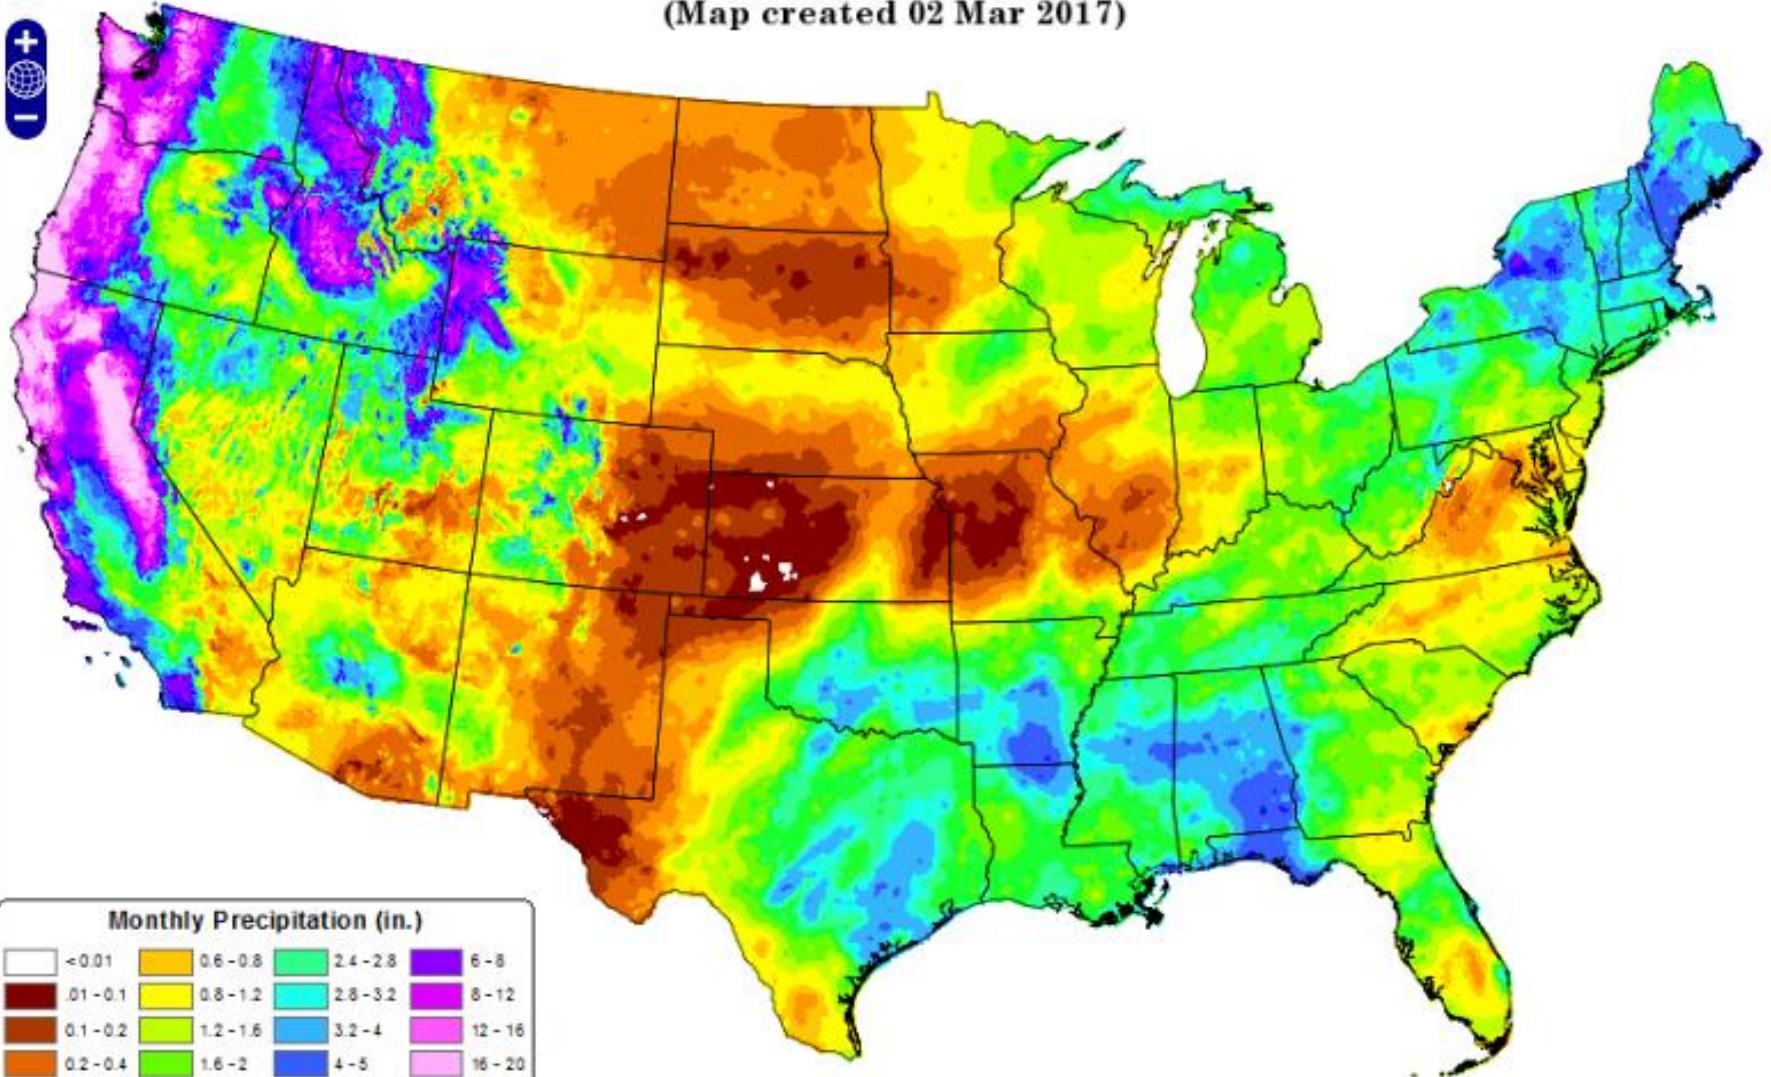 (Map created 02 Mar 2017)
+
−
Monthly Precipitation (in.)
<0.01 0.6 - 0.8 2.4 - 2.8 6 - 8
.01 - 0.1 0.8 - 1.2 2.8 - 3.2 8 - 12
0.1 - 0.2 1.2 - 1.6 3.2 - 4 12 - 16
0.2 - 0.4 1.6 - 2 4 - 5 16 - 20